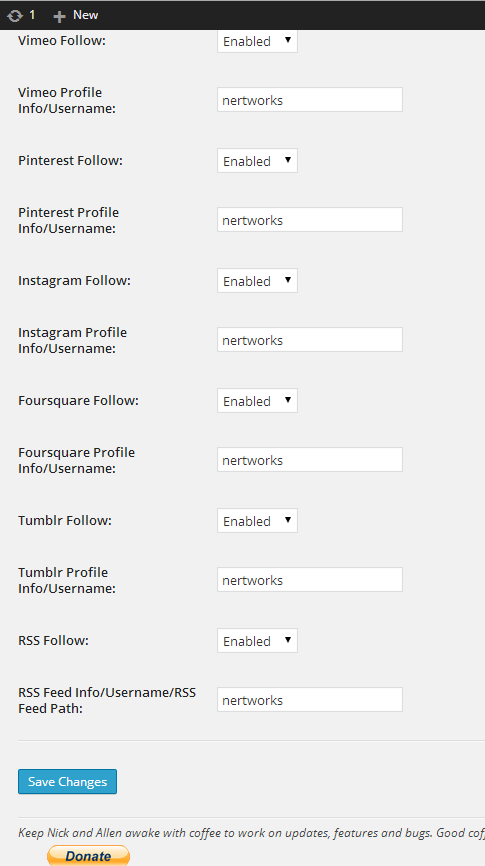 1 New
Vimeo Follow: Enabled
Vimeo Profile
Info/Username: nertworks
Pinterest Follow: Enabled
Pinterest Profile
Info/Username: nertworks
Instagram Follow: Enabled
Instagram Profile
Info/Username: nertworks
Foursquare Follow: Enabled
Foursquare Profile
Info/Username: nertworks
Tumblr Follow: Enabled
Tumblr Profile
Info/Username: nertworks
RSS Follow: Enabled
RSS Feed Info/Username/RSS
Feed Path: nertworks
Save Changes
Keep Nick and Allen awake with coffee to work on updates, features and bugs. Good
Donate